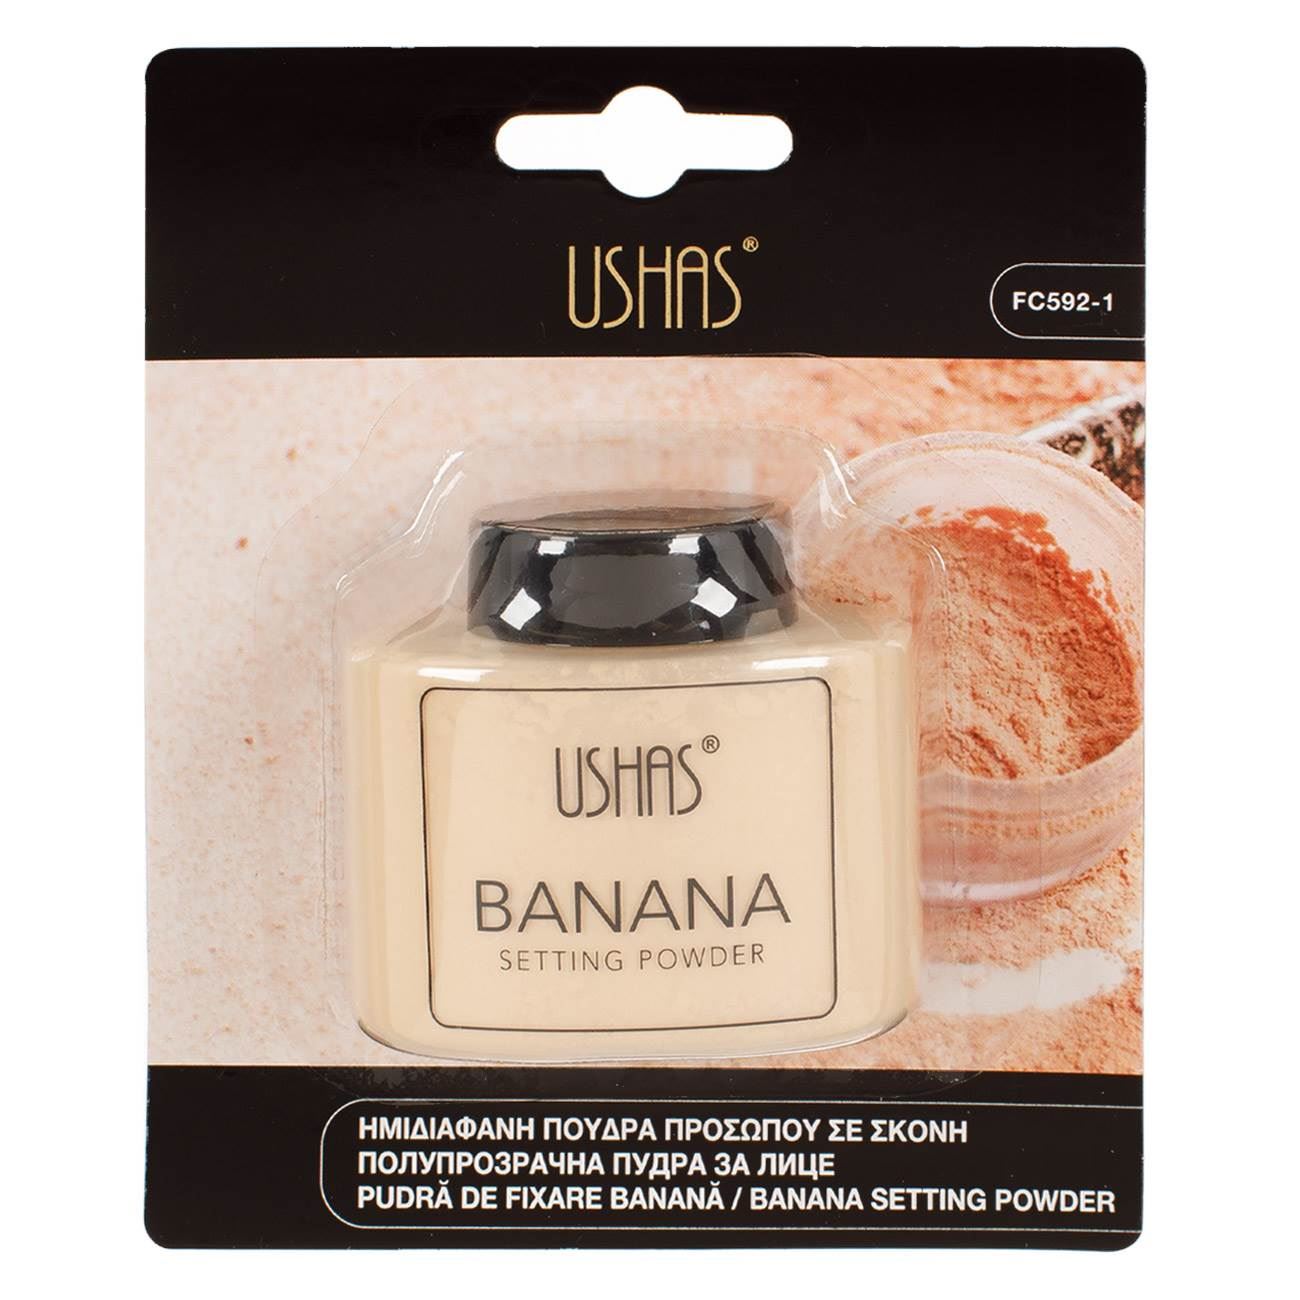 USHAS®
FC592-1
USHAS®
BANANA
SETTING POWDER
ΗΜΙΔΙΑΦΑΝΗ ΠΟΥΔΡΑ ΠΡΟΣΩΠΟΥ ΣΕ ΣΚΟΝΗ
ПОЛУПРОЗРАЧНА ПУДРА ЗА ЛИЦЕ
PUDRĂ DE FIXARE BANANĂ / BANANA SETTING POWDER